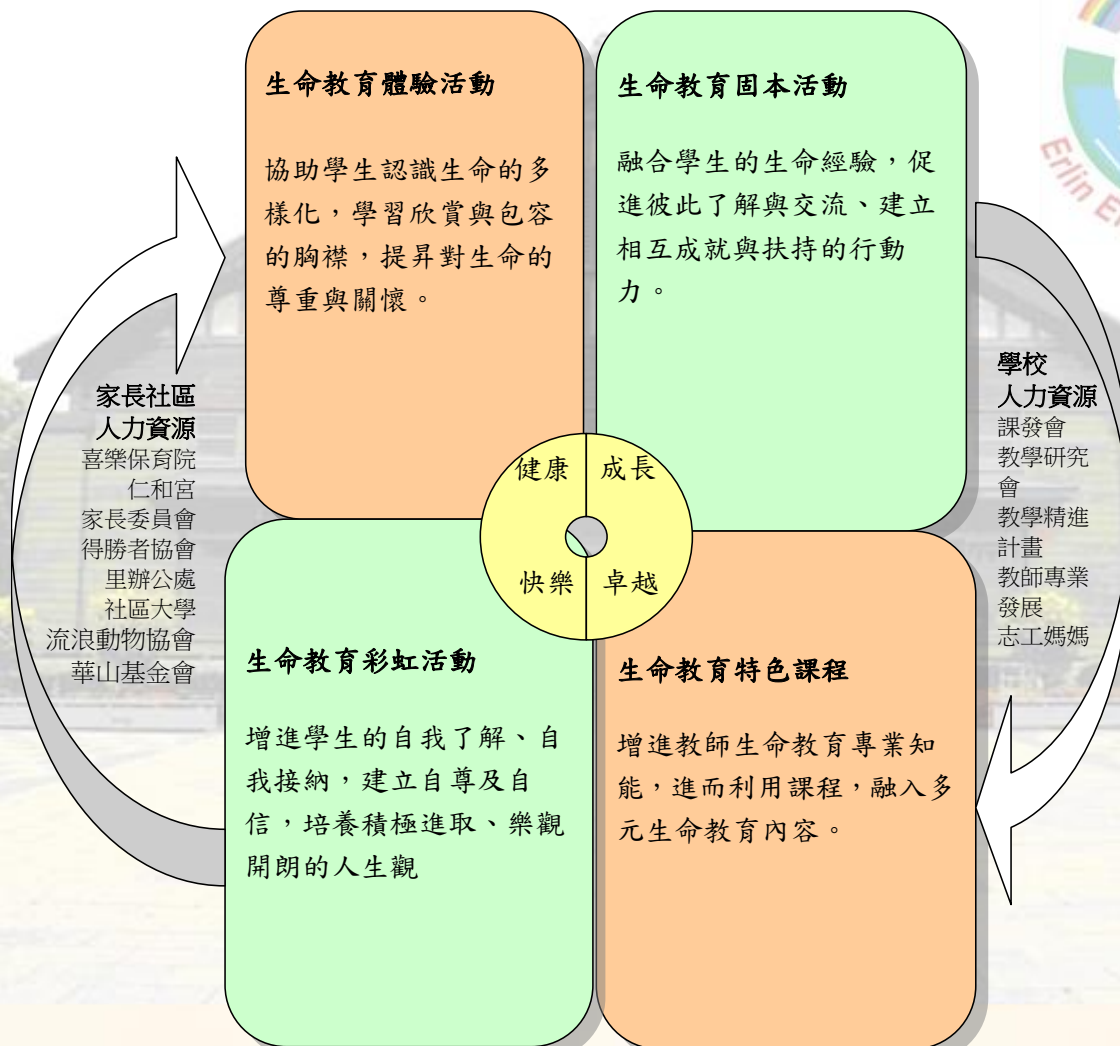 生命教育體驗活動
協助學生認識生命的多
樣化，學習欣賞與包容
的胸襟，提昇對生命的
尊重與關懷。
生命教育固本活動
融合學生的生命經驗，促
進彼此了解與交流、建立
相互成就與扶持的行動
力。
Erlin E
家長社區
人力資源
喜樂保育院
仁和宮
家長委員會
得勝者協會
里辦公處
社區大學
流浪動物協會
華山基金會
健康
成長
快樂
卓越
學校
人力資源
課發會
教學研究
會
教學精進
計畫
教師專業
發展
志工媽媽
生命教育彩虹活動
增進學生的自我了解、自
我接納，建立自尊及自
信，培養積極進取、樂觀
開朗的人生觀
生命教育特色課程
增進教師生命教育專業知
能，進而利用課程，融入多
元生命教育內容。